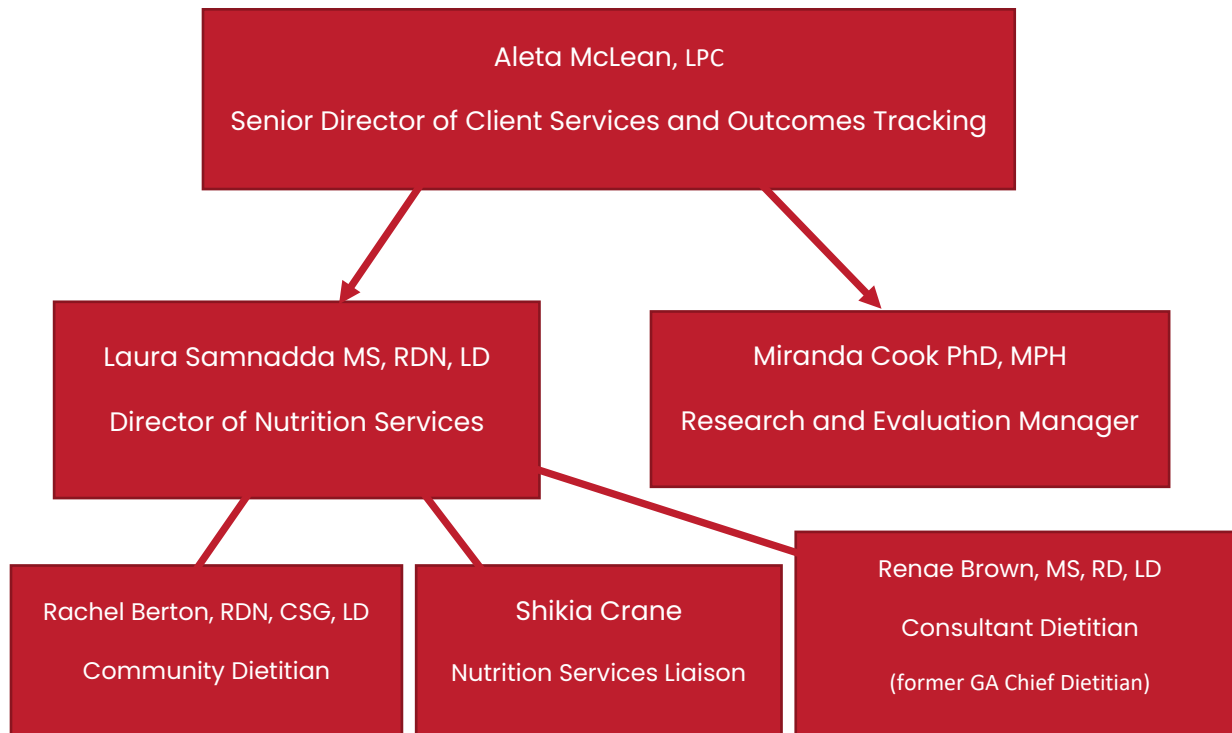 Aleta McLean, LPC
Senior Director of Client Services and Outcomes Tracking
Laura Samnadda MS, RDN, LD
Director of Nutrition Services
Miranda Cook PhD, MPH
Research and Evaluation Manager
Rachel Berton, RDN, CSG, LD
Community Dietitian
Shikia Crane
Nutrition Services Liaison
Renae Brown, MS, RD, LD
Consultant Dietitian
(former GA Chief Dietitian)